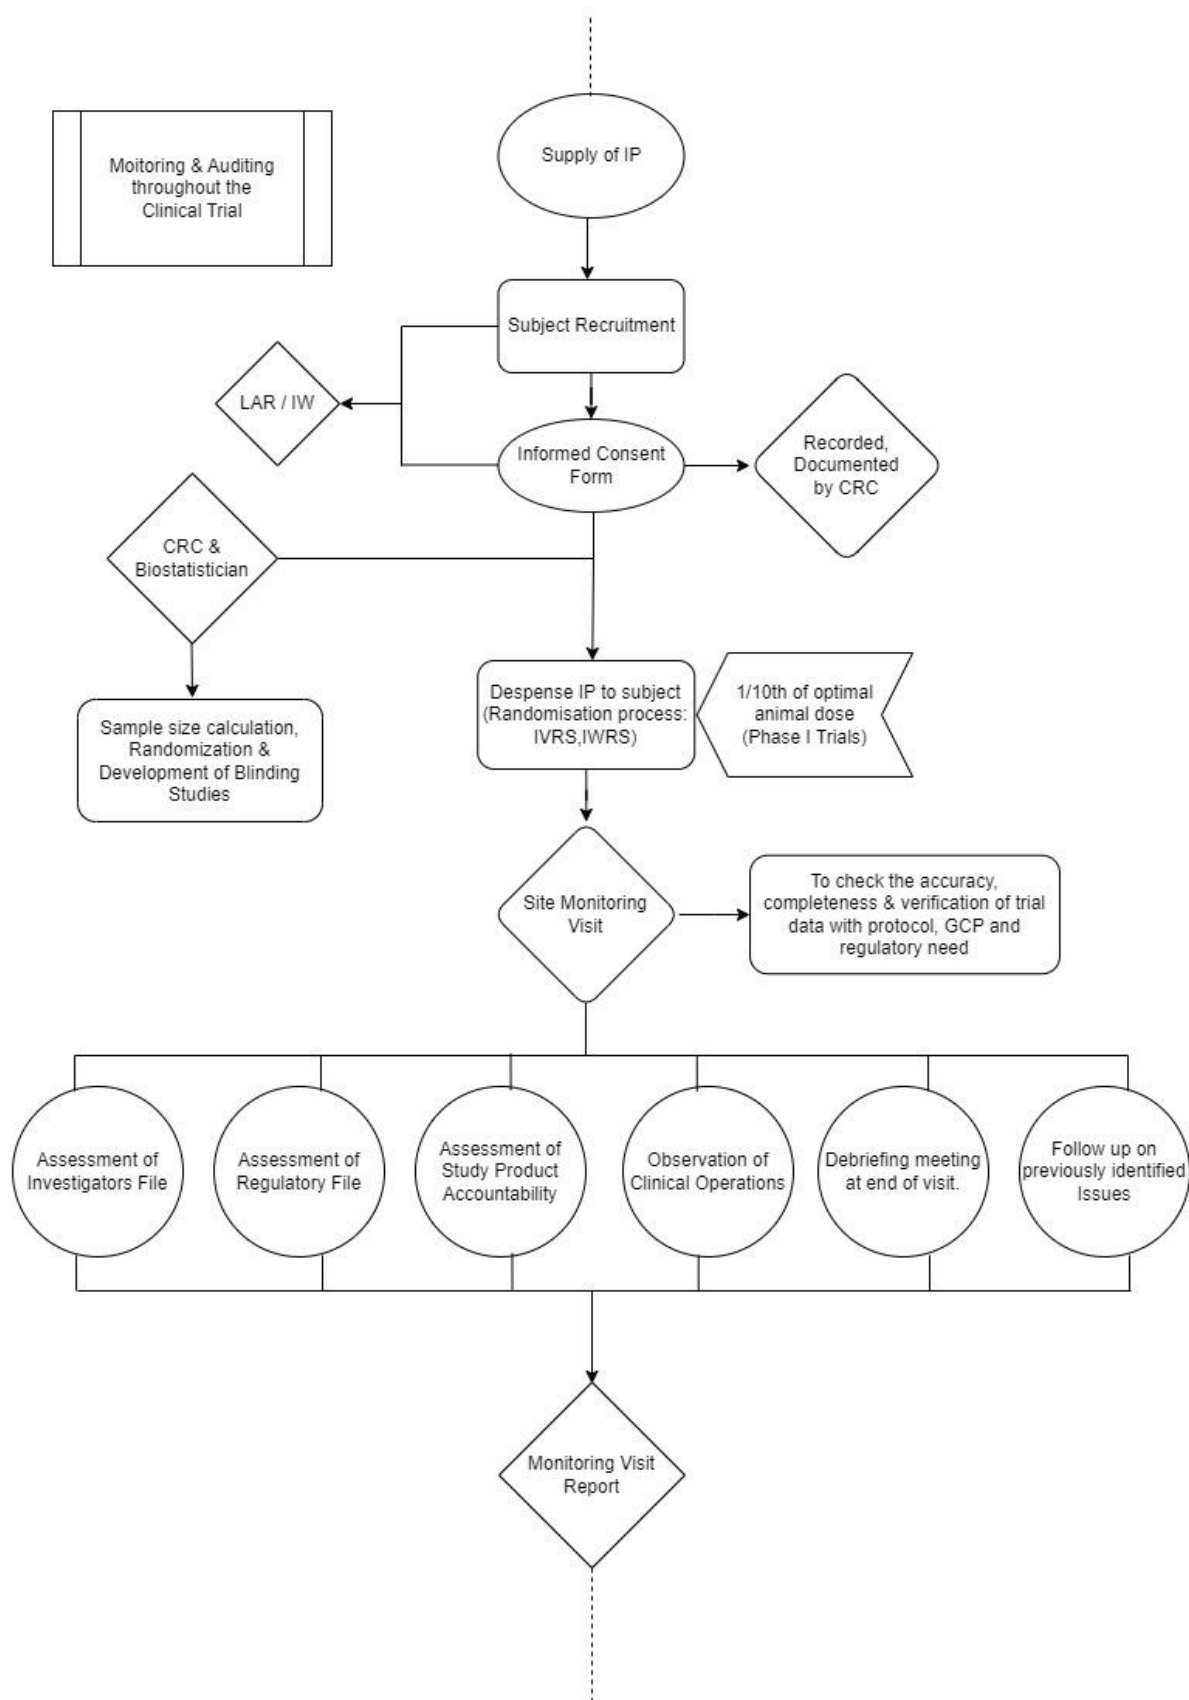 Supply of IP
Moitoring & Auditing
throughout the
Clinical Trial
Subject Recruitment
LAR / IW
Informed Consent
Form
Recorded,
Documented
by CRC
CRC &
Biostatistician
Despense IP to subject
(Randomisation process:
IVRS,IWRS)
1/10th of optimal
animal dose
(Phase I Trials)
Sample size calculation,
Randomization &
Development of Blinding
Studies
Site Monitoring
Visit
To check the accuracy,
completeness & verification of trial
data with protocol, GCP and
regulatory need
Assessment of
Investigators File
Assessment of
Regulatory File
Assessment of
Study Product
Accountability
Observation of
Clinical Operations
Debriefing meeting
at end of visit.
Follow up on
previously identified
Issues
Monitoring Visit
Report